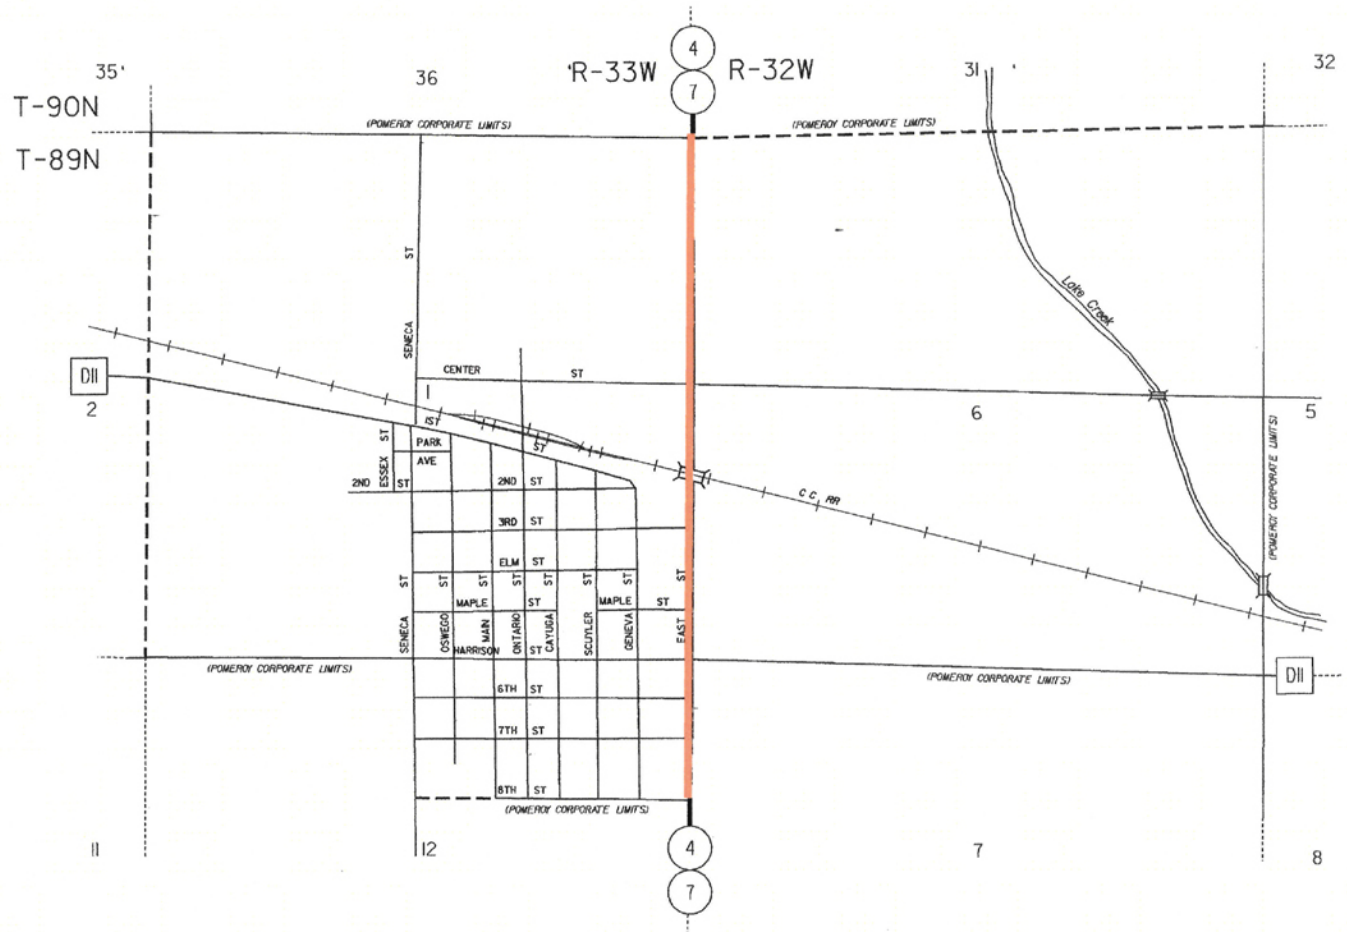 4
7
35
36
R-33W
R-32W
31
32
T-90N
(POMEROY CORPORATE LIMITS)
(POMEROY CORPORATE LIMITS)
T-89N
SENECA ST
Lake Creek
DII
2
CENTER ST
1
6
5
1ST ST
PARK AVE
ESSEX ST
2ND ST
2ND ST
C C RR
(POMEROY CORPORATE LIMITS)
3RD ST
ELM ST
MAPLE ST
MAPLE ST
SENECA ST
OSWEGO ST
MAIN ST
ONTARIO ST
CAYUGA ST
SCUYLER ST
GENEVA ST
EAST ST
HARRISON ST
(POMEROY CORPORATE LIMITS)
(POMEROY CORPORATE LIMITS)
DII
6TH ST
7TH ST
8TH ST
(POMEROY CORPORATE LIMITS)
11
12
4
7
7
8